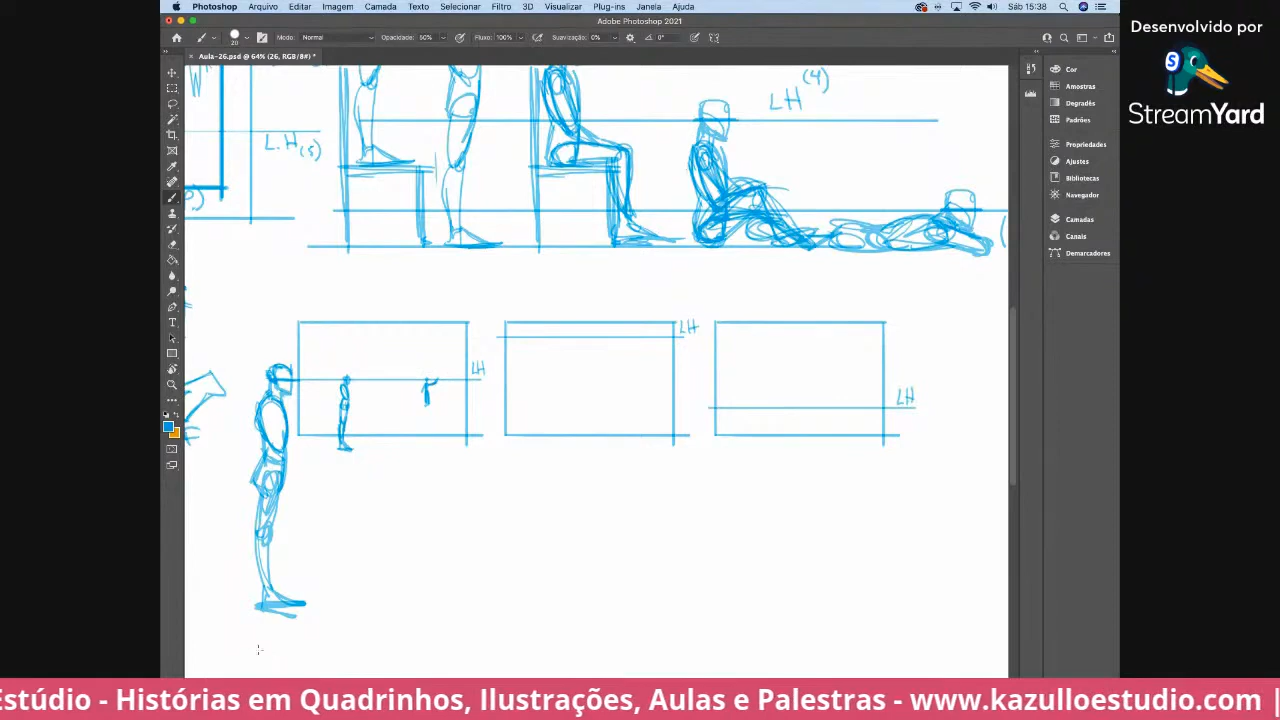 Photoshop Arquivo Editar Imagem Camada Texto Selecionar Filtro 3D Visualizar Plug-ins Janela Ajuda
Sáb 15:38
Adobe Photoshop 2021
Modo: Normal Opacidade: 50% Fluxo: 100% Suavização: 0% 0°
20
× Aula-26.psd @ 64% (26, RGB/8#) *
Cor
Amostras
Degradês
Padrões
Propriedades
Ajustes
Bibliotecas
Navegador
Camadas
Canais
Demarcadores
Desenvolvido por
StreamYard
LH (4)
L.H (5)
LH
LH
LH
Estúdio - Histórias em Quadrinhos, Ilustrações, Aulas e Palestras - www.kazulloestudio.com |